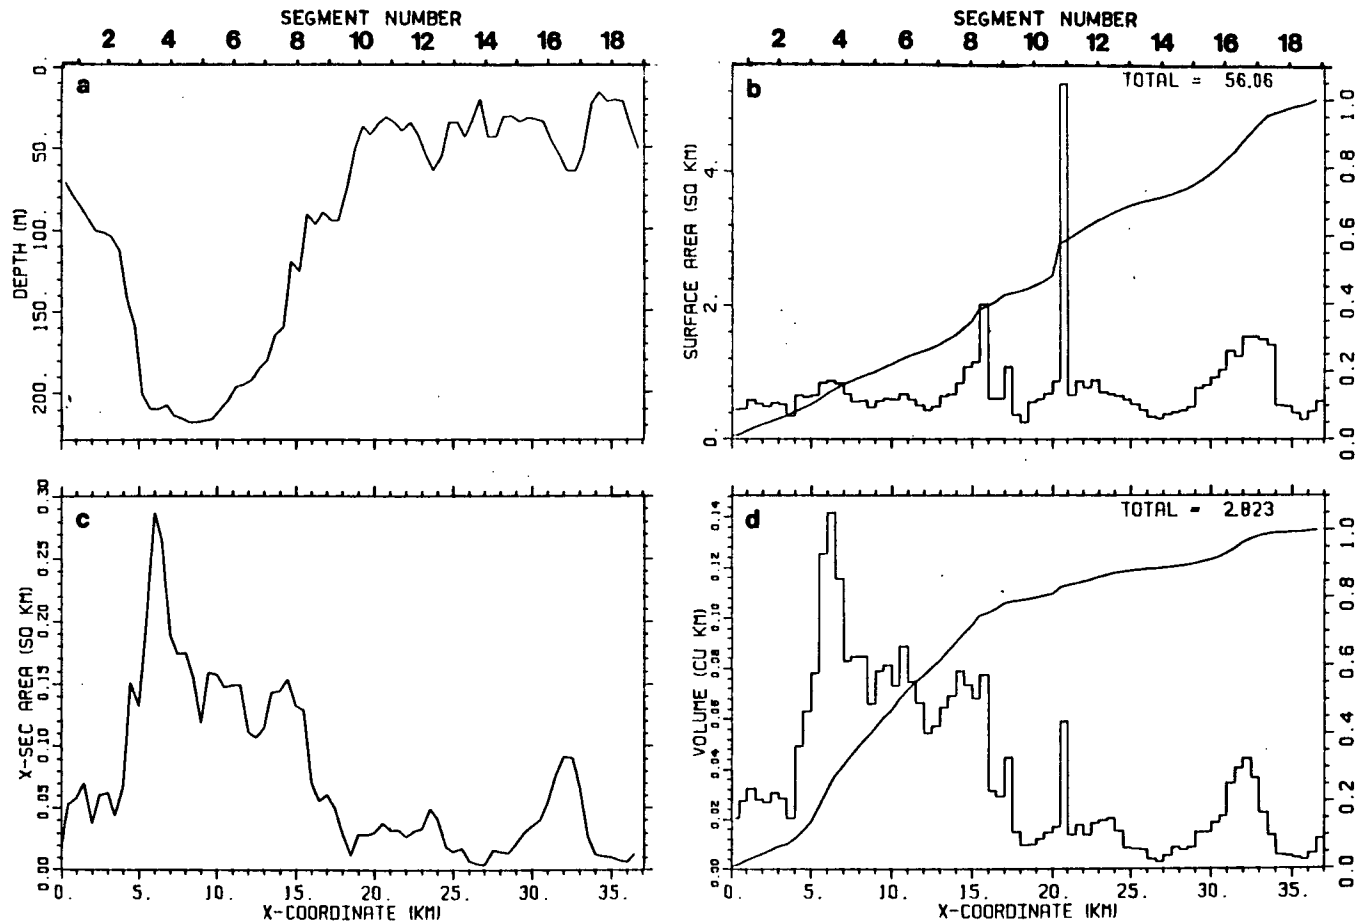 SEGMENT NUMBER
2 4 6 8 10 12 14 16 18
a
0. 50. 100. 150. 200.
DEPTH (M)
SEGMENT NUMBER
2 4 6 8 10 11 12 14 16 18
b
TOTAL = 56.06
0. 2. 4.
SURFACE AREA (SQ KM)
0.0 0.2 0.4 0.6 0.8 1.0
c
0.00 0.05 0.10 0.15 0.20 0.25 0.30
X-SEC AREA (SQ KM)
0. 5. 10. 15. 20. 25. 30. 35.
X-COORDINATE (KM)
d
TOTAL = 2.823
0.00 0.02 0.04 0.06 0.08 0.10 0.12 0.14
VOLUME (CU KM)
0.0 0.2 0.4 0.6 0.8 1.0
0. 5. 10. 15. 20. 25. 30. 35.
X-COORDINATE (KM)